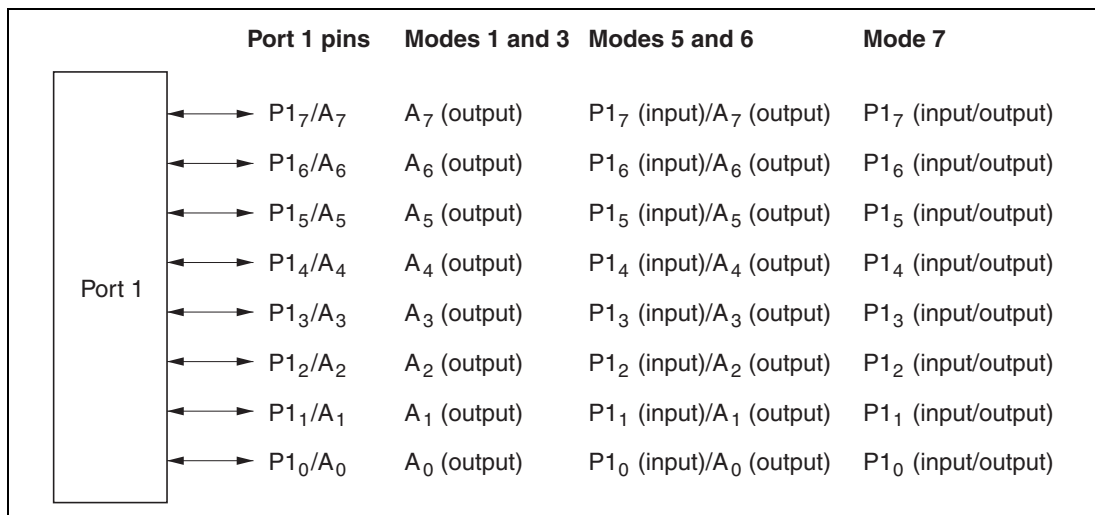 Port 1 pins Modes 1 and 3 Modes 5 and 6 Mode 7
P1₇/A₇ A₇ (output) P1₇ (input)/A₇ (output) P1₇ (input/output)
P1₆/A₆ A₆ (output) P1₆ (input)/A₆ (output) P1₆ (input/output)
P1₅/A₅ A₅ (output) P1₅ (input)/A₅ (output) P1₅ (input/output)
P1₄/A₄ A₄ (output) P1₄ (input)/A₄ (output) P1₄ (input/output)
Port 1
P1₃/A₃ A₃ (output) P1₃ (input)/A₃ (output) P1₃ (input/output)
P1₂/A₂ A₂ (output) P1₂ (input)/A₂ (output) P1₂ (input/output)
P1₁/A₁ A₁ (output) P1₁ (input)/A₁ (output) P1₁ (input/output)
P1₀/A₀ A₀ (output) P1₀ (input)/A₀ (output) P1₀ (input/output)